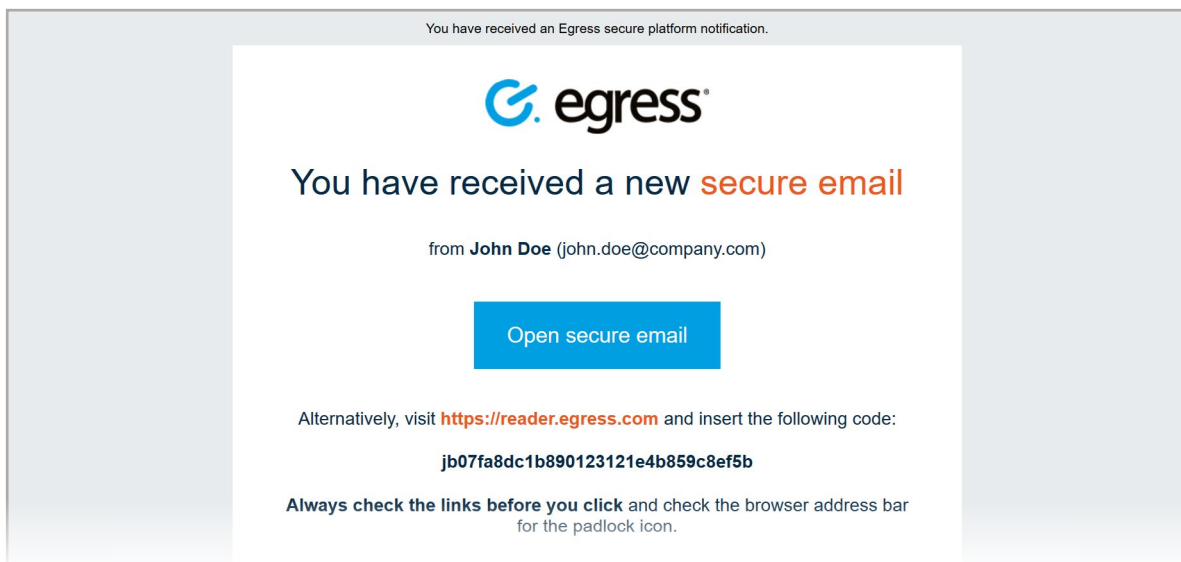 You have received an Egress secure platform notification.
egress®
You have received a new secure email
from John Doe (john.doe@company.com)
Open secure email
Alternatively, visit https://reader.egress.com and insert the following code:
jb07fa8dc1b890123121e4b859c8ef5b
Always check the links before you click and check the browser address bar
for the padlock icon.